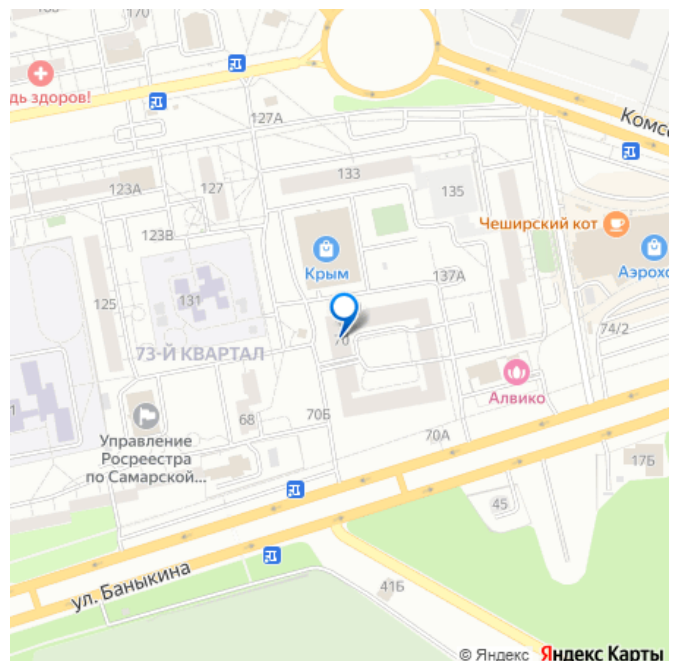 170
дь здоров!
127А
Комсо
133
123А
127
135
Чеширский кот
123В
Крым
137А
Аэрохо
131
125
70
74/2
73-Й КВАРТАЛ
Алвико
68
70Б
Управление
Росреестра
по Самарской...
70А
17Б
45
ул. Баныкина
41Б
© Яндекс Яндекс Карты